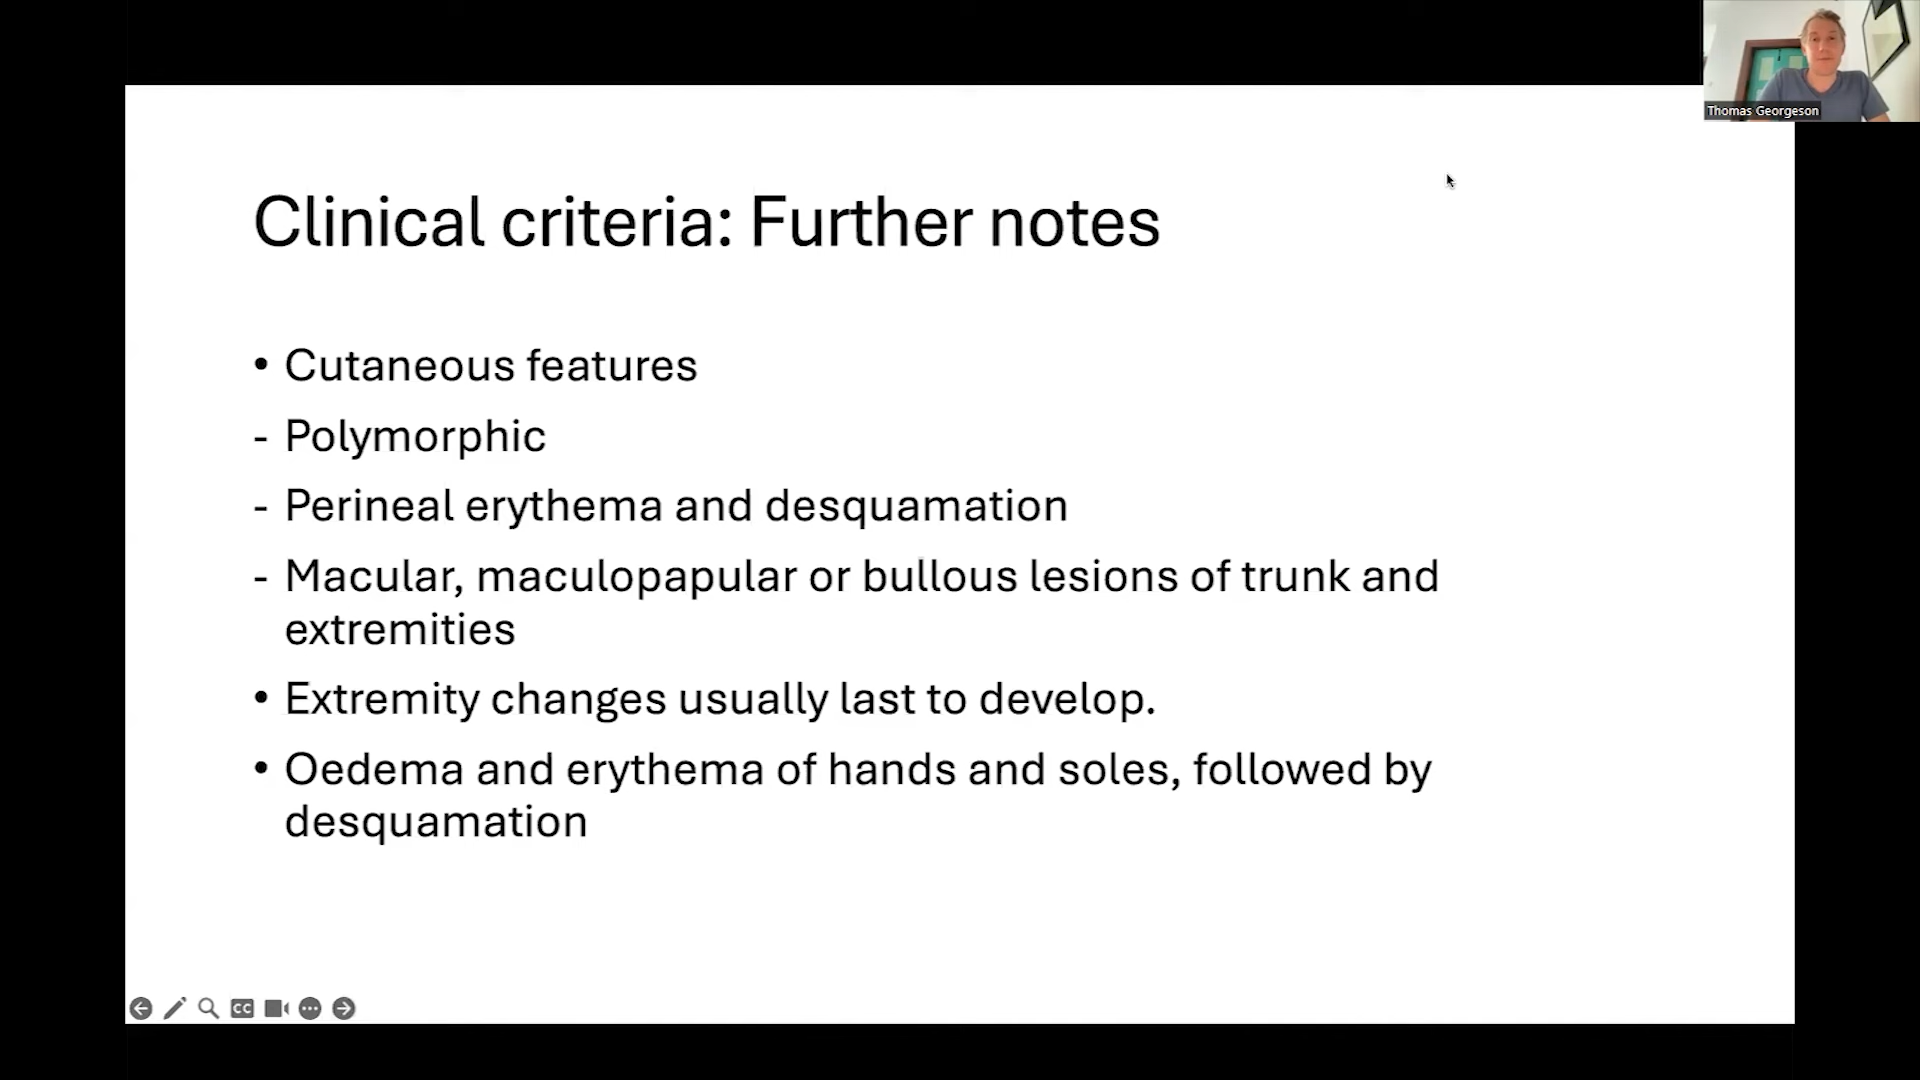 Thomas Georgeson
Clinical criteria: Further notes
• Cutaneous features
- Polymorphic
- Perineal erythema and desquamation
- Macular, maculopapular or bullous lesions of trunk and
extremities
• Extremity changes usually last to develop.
• Oedema and erythema of hands and soles, followed by
desquamation
CC